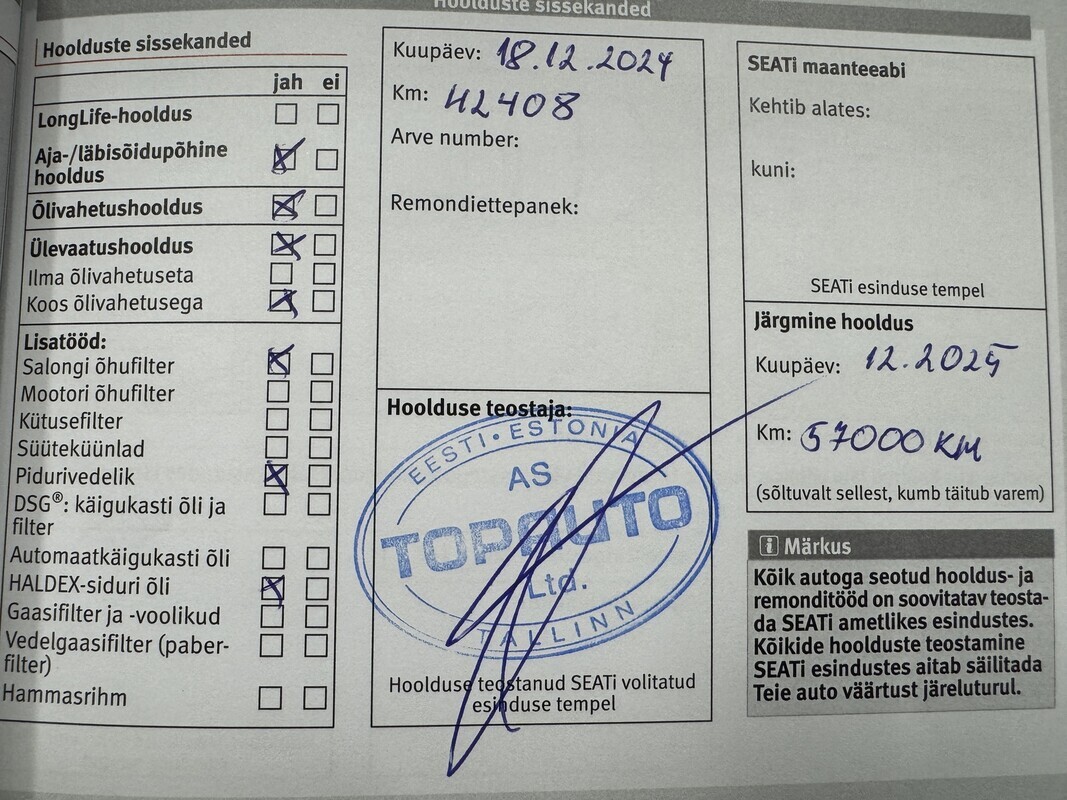 Hoolduste sissekanded
Hoolduste sissekanded
jah ei
LongLife-hooldus
Aja-/läbisõidupõhine
hooldus
Õlivahetushooldus
Ülevaatushooldus
Ilma õlivahetuseta
Koos õlivahetusega
Lisatööd:
Salongi õhufilter
Mootori õhufilter
Kütusefilter
Süüteküünlad
Pidurivedelik
DSG®: käigukasti õli ja
filter
Automaatkäigukasti õli
HALDEX-siduri õli
Gaasifilter ja -voolikud
Vedelgaasifilter (paber-
filter)
Hammasrihm
Kuupäev: 18.12.2024
Km: 42408
Arve number:
Remondiettepanek:
Hoolduse teostaja:
EESTI • ESTONIA
AS
TOPAUTO
Ltd.
TALLINN
Hoolduse teostanud SEATi volitatud
esinduse tempel
SEATi maanteeabi
Kehtib alates:
kuni:
SEATi esinduse tempel
Järgmine hooldus
Kuupäev: 12.2025
Km: 57000 KM
(sõltuvalt sellest, kumb täitub varem)
i Märkus
Kõik autoga seotud hooldus- ja
remonditööd on soovitatav teosta-
da SEATi ametlikes esindustes.
Kõikide hoolduste teostamine
SEATi esindustes aitab säilitada
Teie auto väärtust järeluturul.